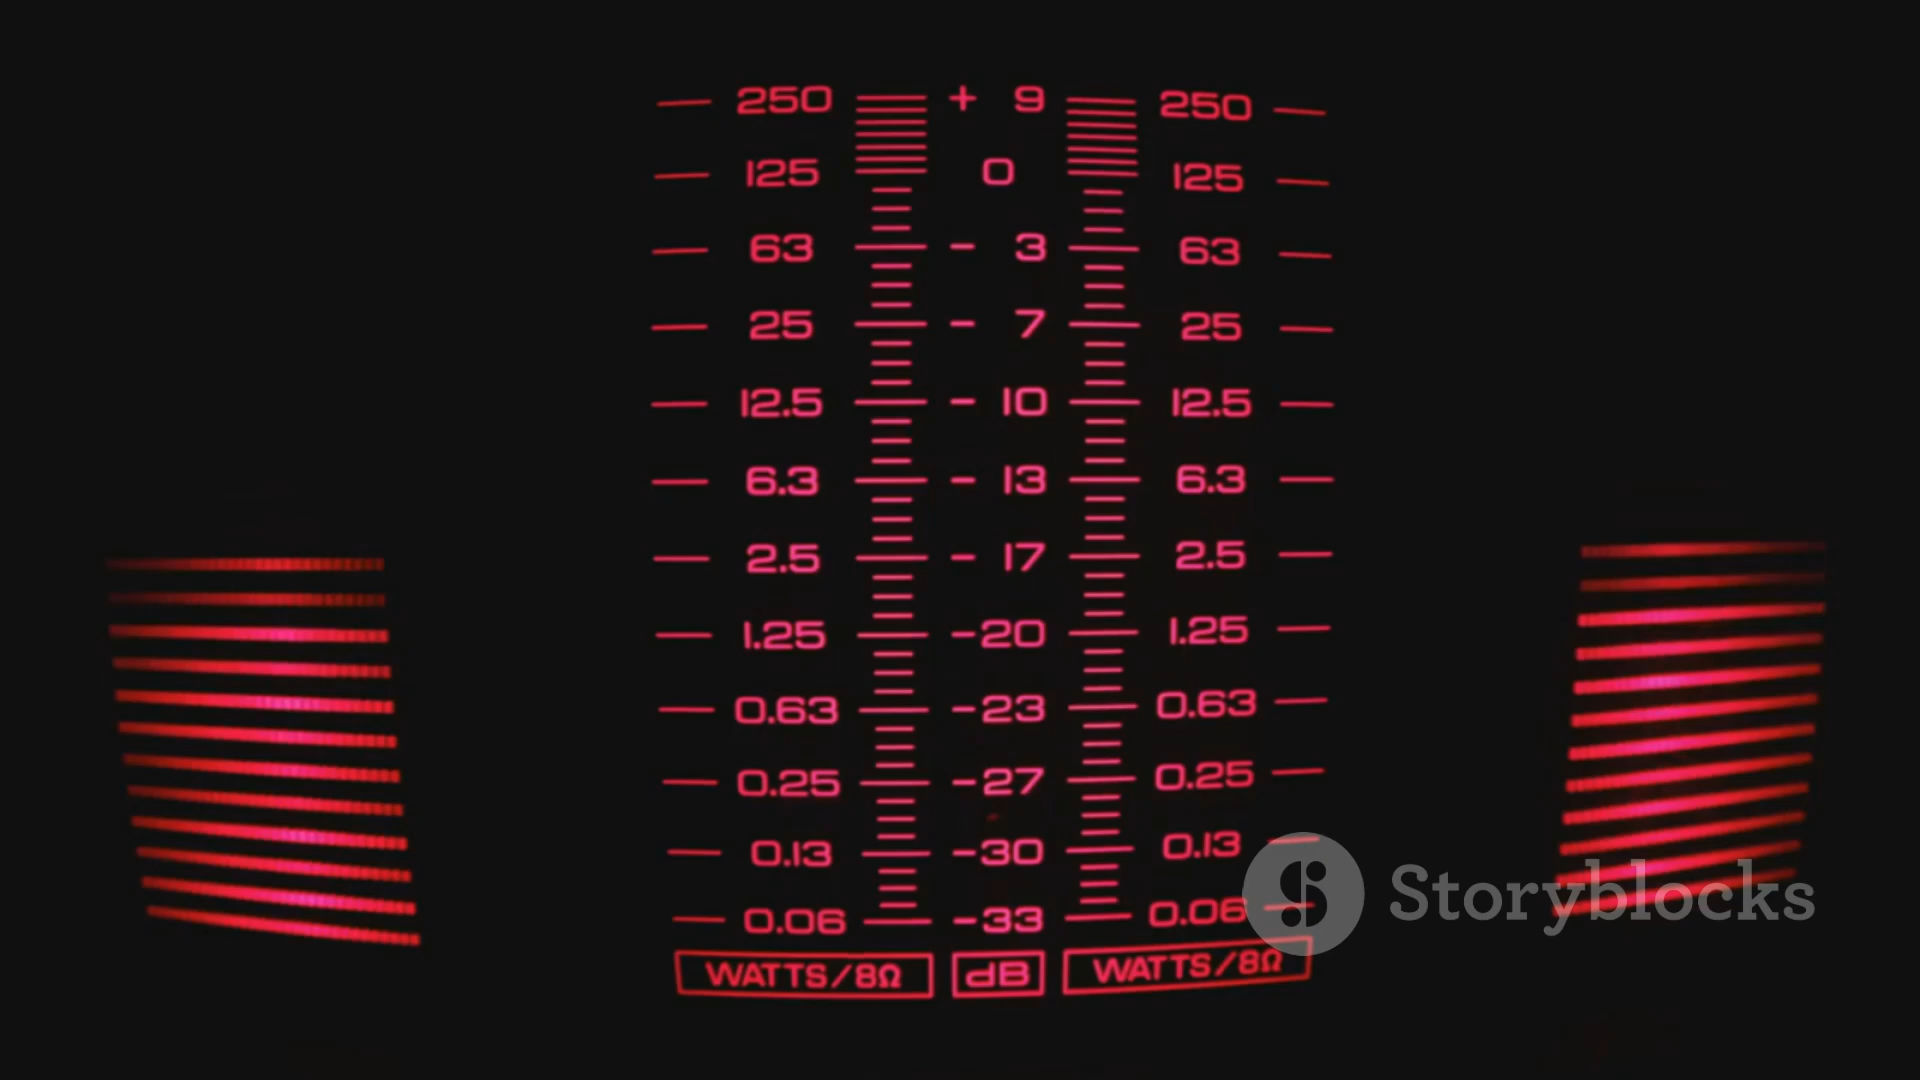 250 + 9 250
125 0 125
63 - 3 63
25 - 7 25
12.5 - 10 12.5
6.3 - 13 6.3
2.5 - 17 2.5
1.25 -20 1.25
0.63 -23 0.63
0.25 -27 0.25
0.13 -30 0.13
0.06 -33 0.06
WATTS/8Ω dB WATTS/8Ω
Storyblocks